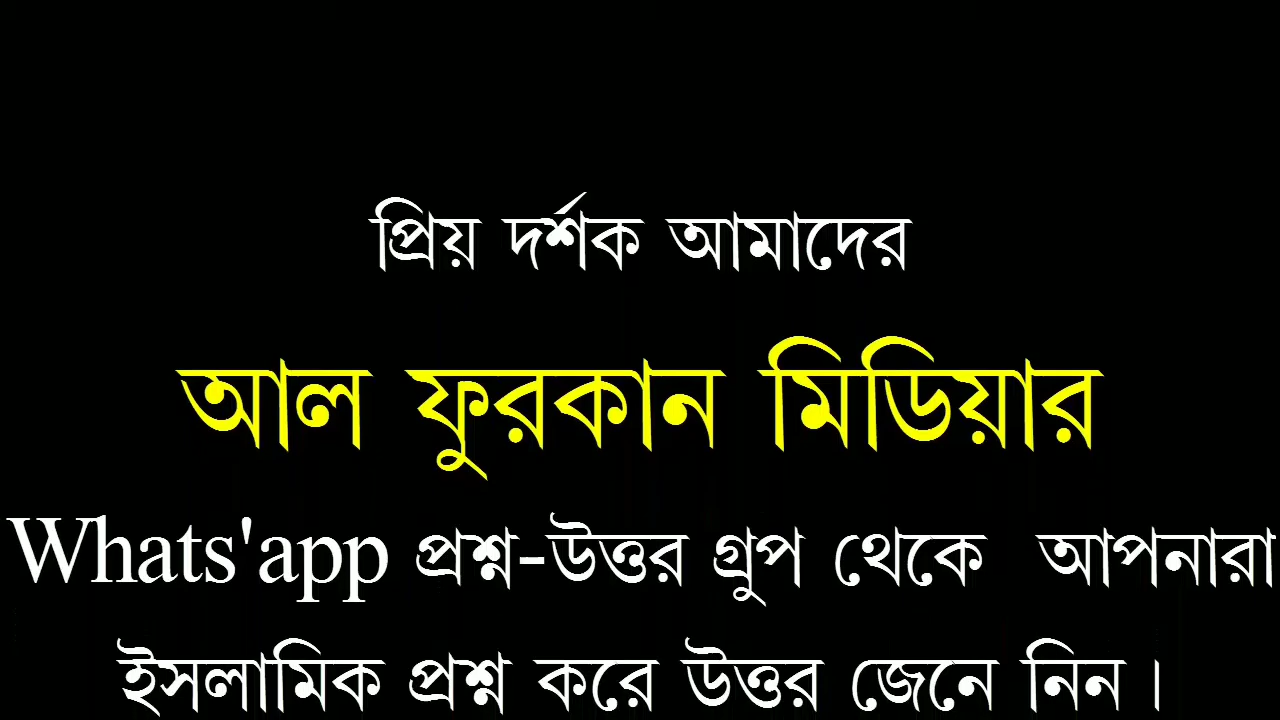 প্রিয় দর্শক আমাদের
আল ফুরকান মিডিয়ার
Whats'app প্রশ্ন-উত্তর গ্রুপ থেকে আপনারা
ইসলামিক প্রশ্ন করে উত্তর জেনে নিন।